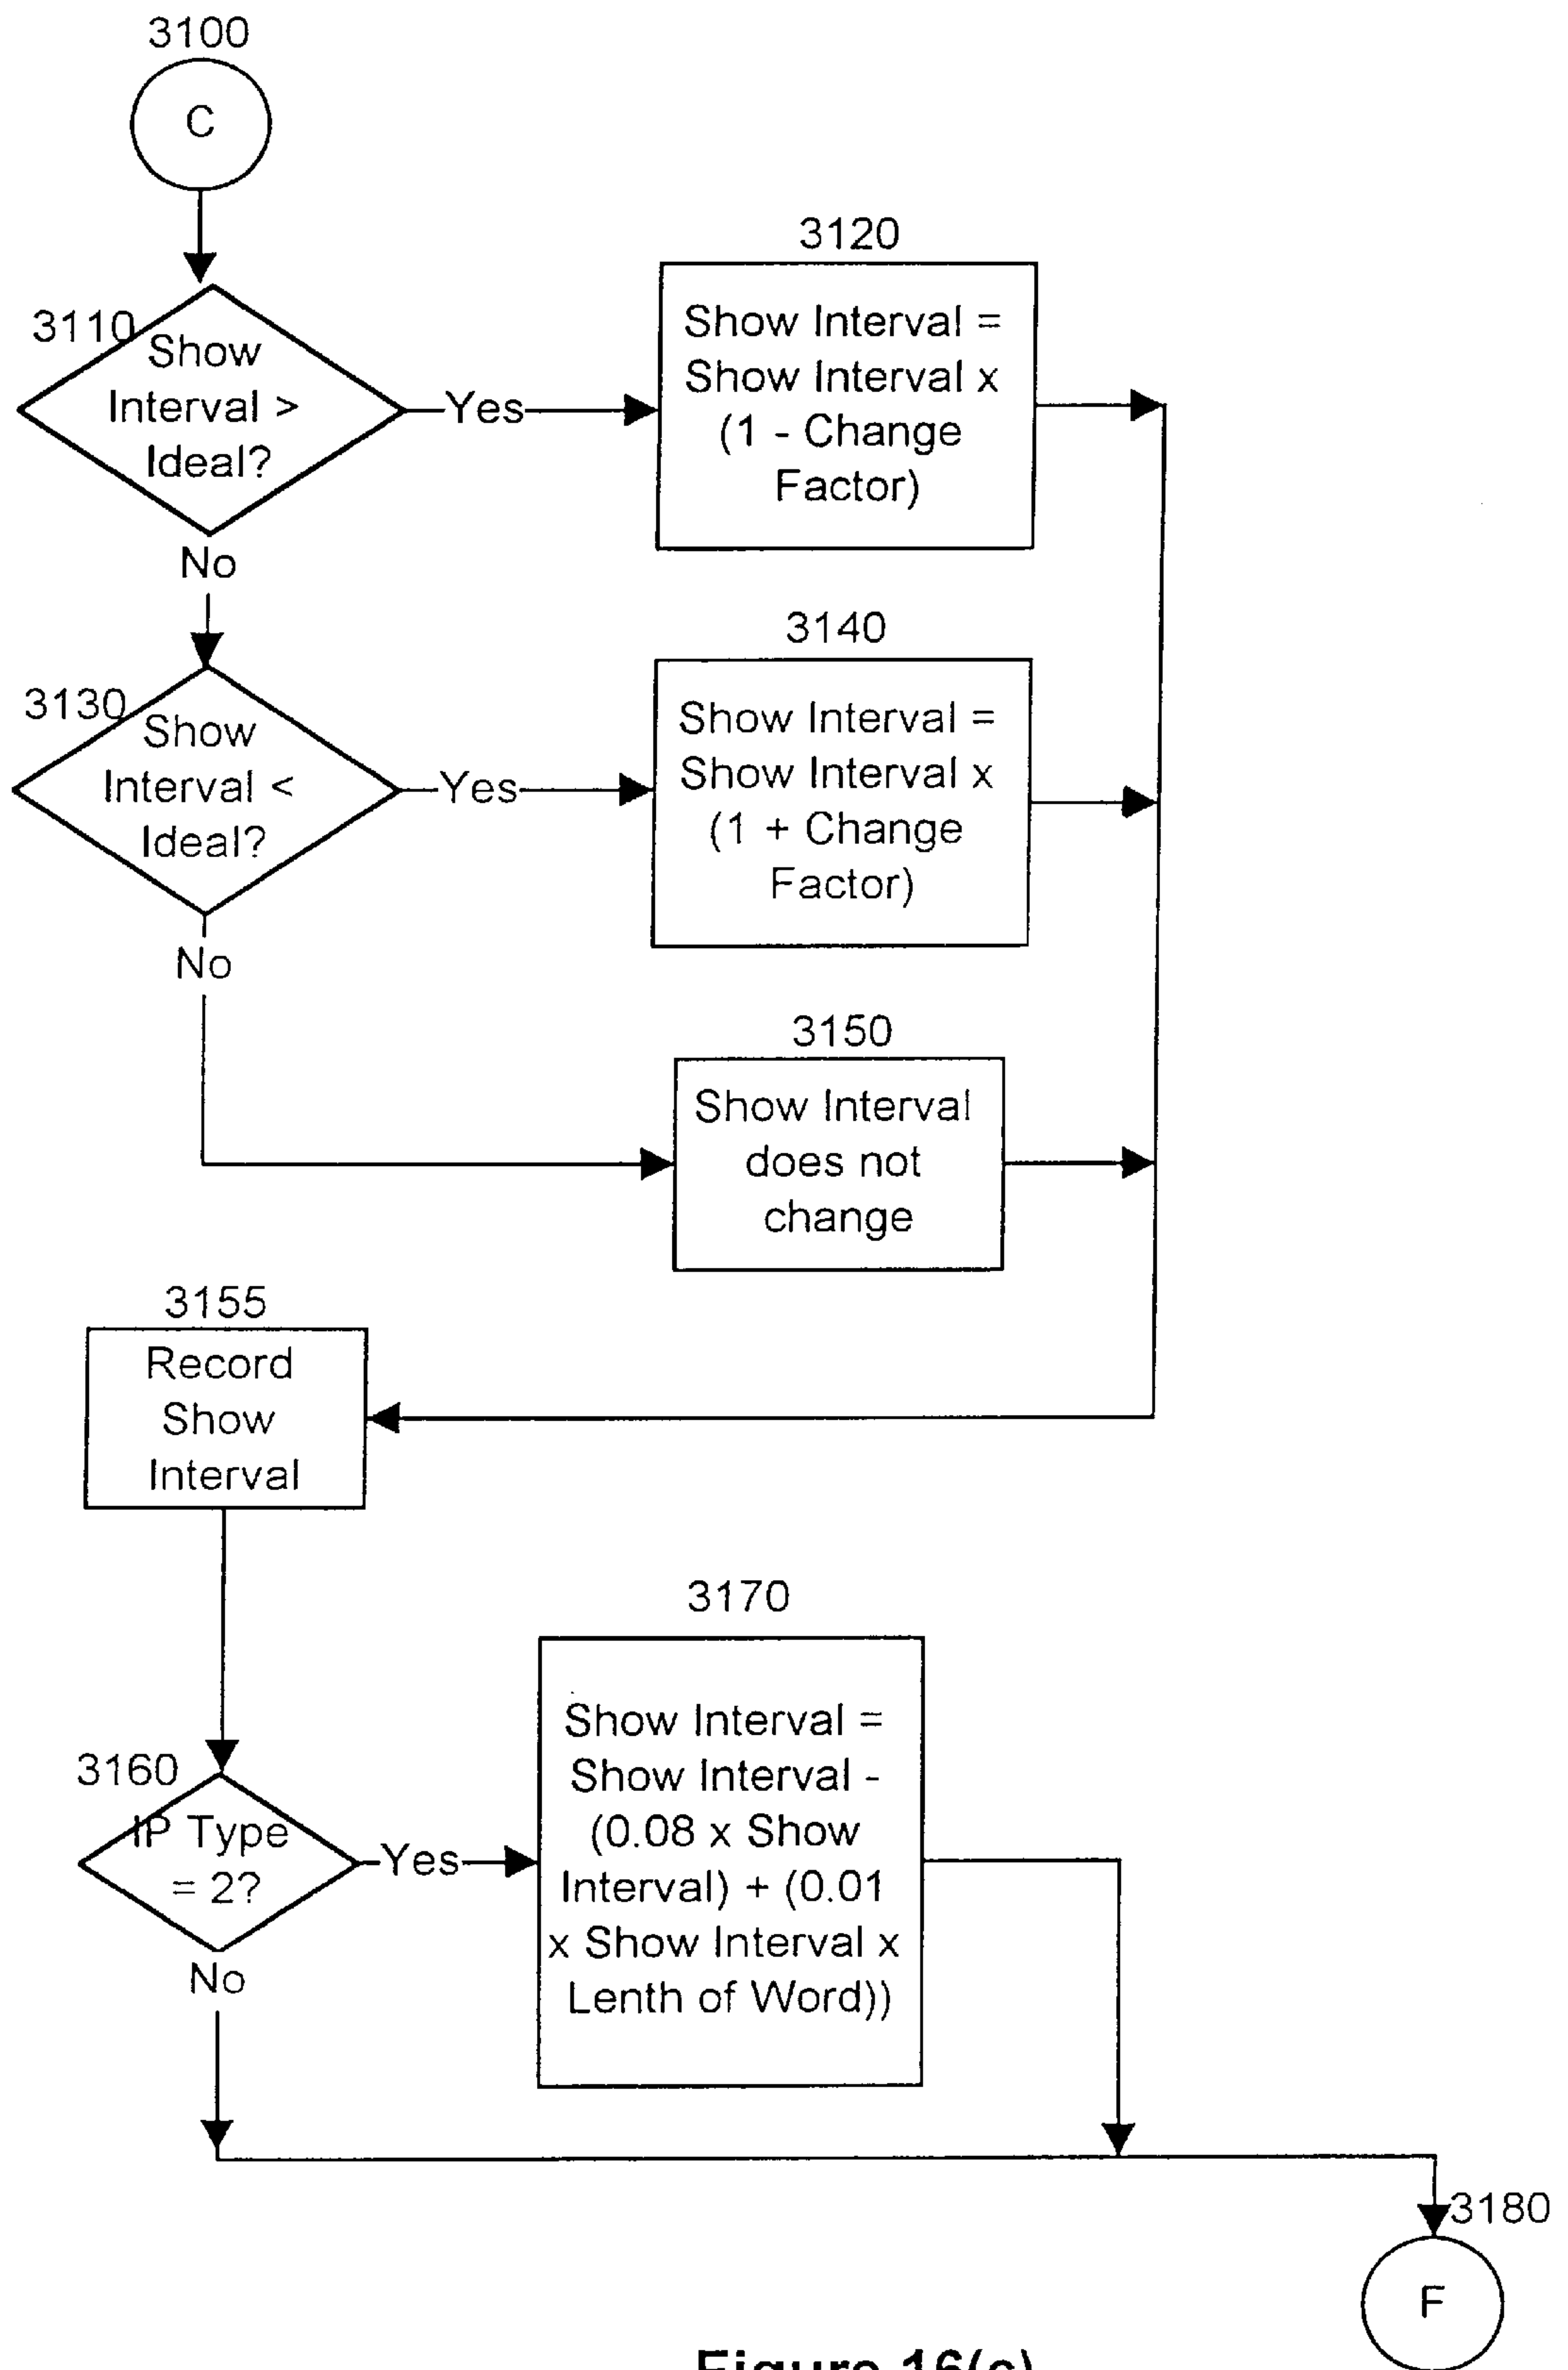 3100
C
3110
Show
Interval >
Ideal?
Yes
3120
Show Interval =
Show Interval x
(1 - Change
Factor)
No
3130
Show
Interval <
Ideal?
Yes
3140
Show Interval =
Show Interval x
(1 + Change
Factor)
No
3150
Show Interval
does not
change
3155
Record
Show
Interval
3160
IP Type
= 2?
Yes
3170
Show Interval =
Show Interval -
(0.08 x Show
Interval) + (0.01
x Show Interval x
Lenth of Word))
No
3180
F
Figure 16(c)